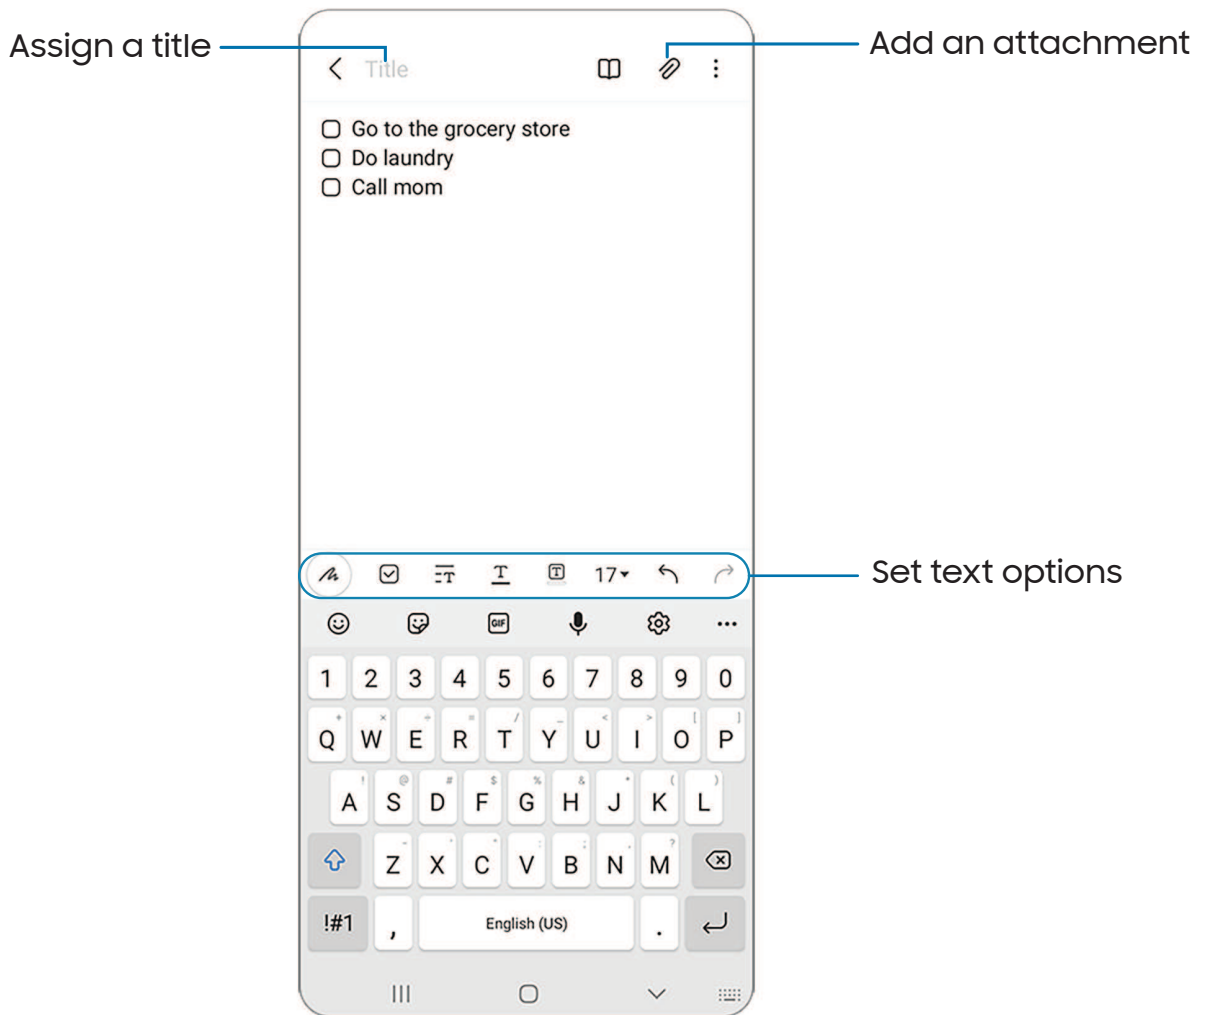 Assign a title
Add an attachment
Title
Go to the grocery store
Do laundry
Call mom
T T T 17
Set text options
GIF
1 2 3 4 5 6 7 8 9 0
+ × ÷ = / _ < > [ ]
Q W E R T Y U I O P
! @ # $ % & * ( )
A S D F G H J K L
- ' " : ; , ?
Z X C V B N M
!#1 , English (US) .